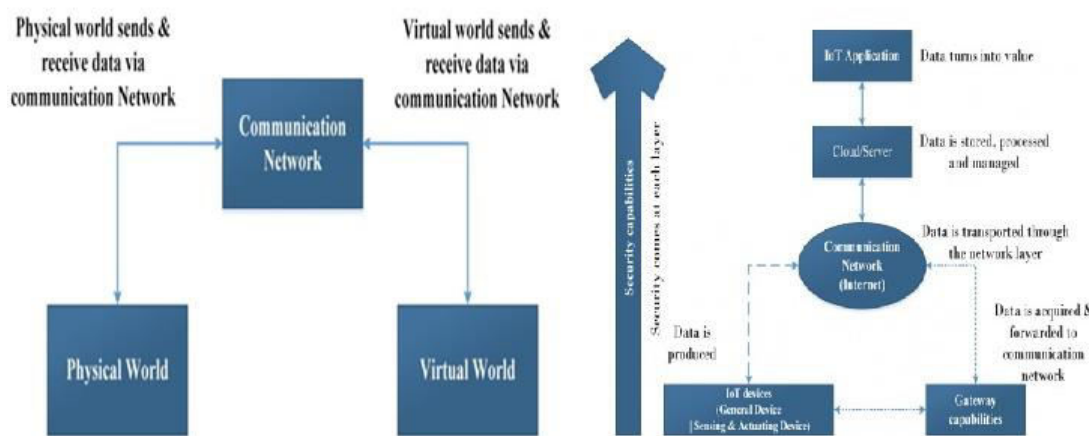 Physical world sends &
receive data via
communication Network
Virtual world sends &
receive data via
communication Network
Communication
Network
Physical World
Virtual World
Security capabilities
Security comes at each layer
IoT Application
Data turns into value
Cloud/Server
Data is stored, processed
and managed
Communication
Network
(Internet)
Data is transported through
the network layer
Data is
produced
Data is acquired &
forwarded to
communication
network
IoT devices
(General Device
|Sensing & Actuating Device)
Gateway
capabilities